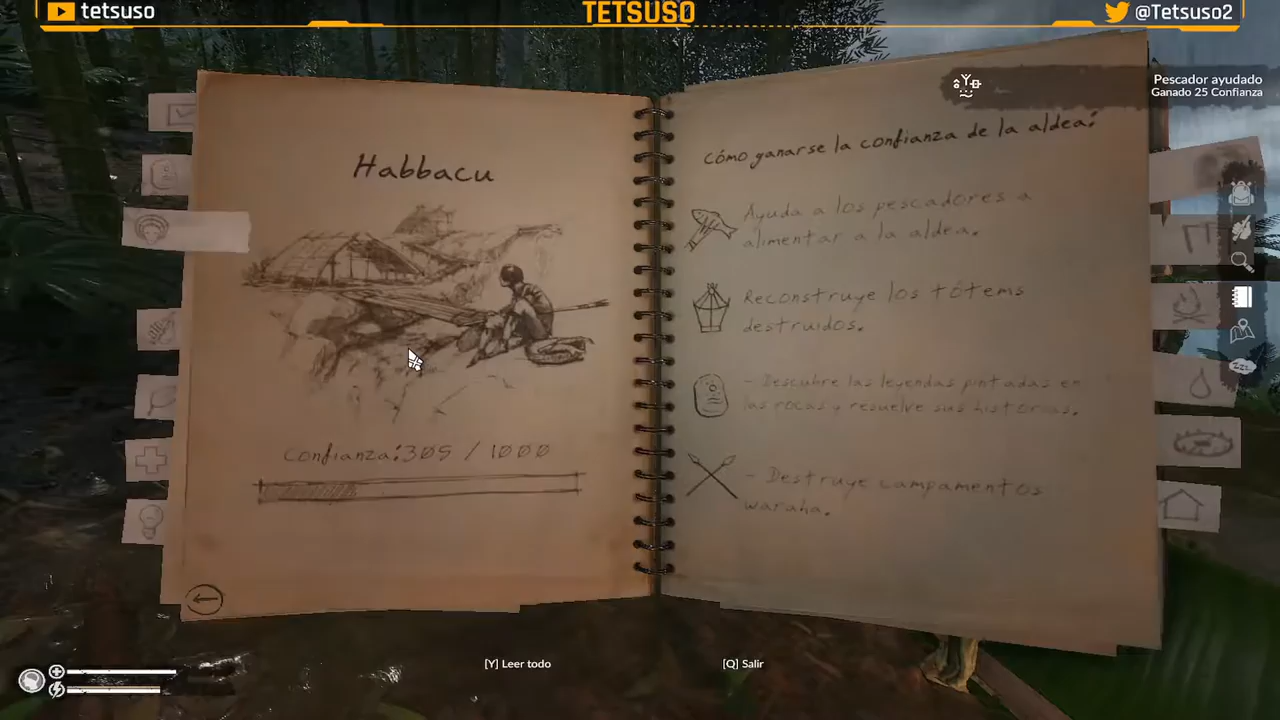 tetsuso
TETSUSO
@Tetsuso2
Pescador ayudado
Ganado 25 Confianza
Habbacu
Confianza:305 / 1000
Cómo ganarse la confianza de la aldea:
Ayuda a los pescadores a
alimentar a la aldea.
Reconstruye los tótems
destruidos.
- Descubre las leyendas pintadas en
las rocas y resuelve sus historias.
- Destruye campamentos
waraha.
[Y] Leer todo
[Q] Salir